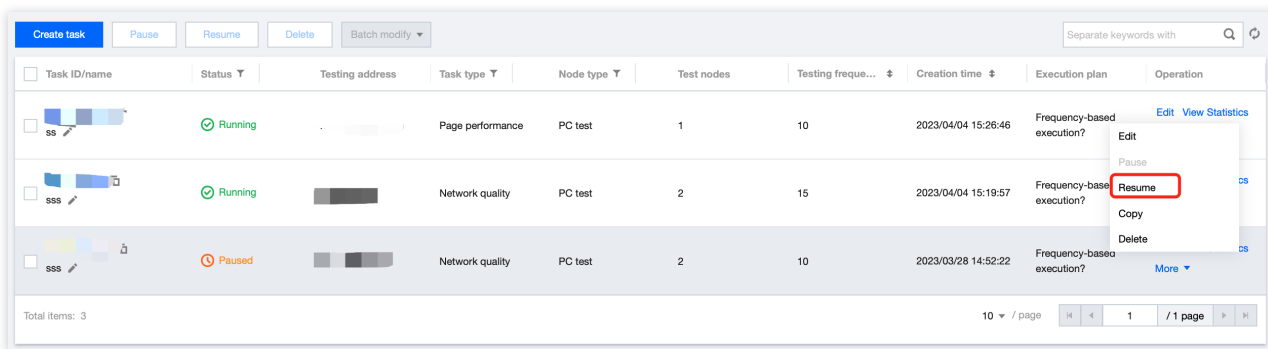 Create task Pause Resume Delete Batch modify Separate keywords with
Task ID/name Status Testing address Task type Node type Test nodes Testing freque... Creation time Execution plan Operation
ss Running Page performance PC test 1 10 2023/04/04 15:26:46 Frequency-based execution? Edit View Statistics
sss Running Network quality PC test 2 15 2023/04/04 15:19:57 Frequency-base execution? cs
sss Paused Network quality PC test 2 10 2023/03/28 14:52:22 Frequency-based execution? cs More
Edit
Pause
Resume
Copy
Delete
Total items: 3 10 / page 1 / 1 page